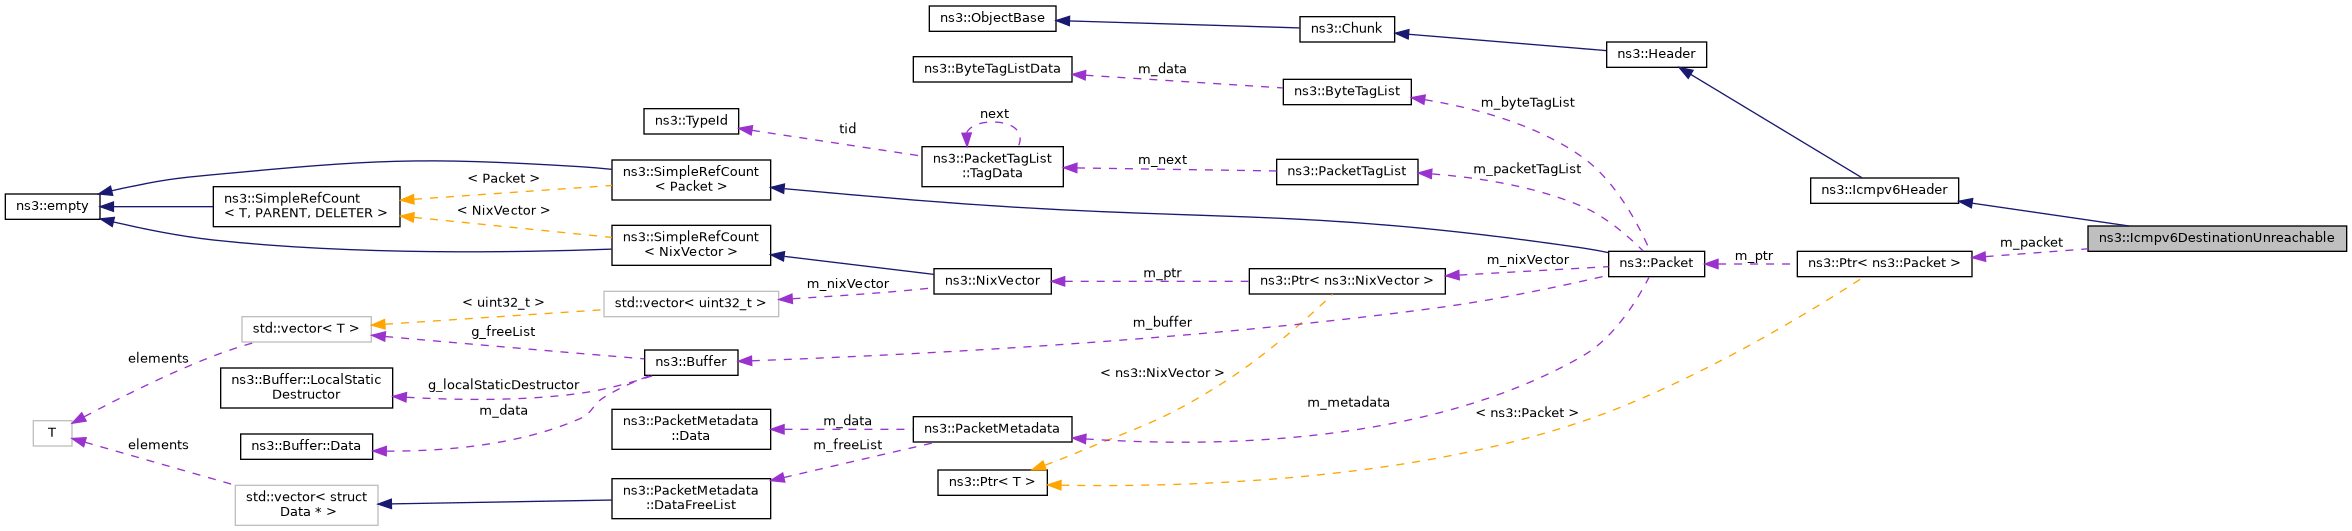 ns3::ObjectBase
ns3::Chunk
ns3::Header
ns3::ByteTagListData
m_data
ns3::ByteTagList
m_byteTagList
ns3::TypeId
tid
next
ns3::PacketTagList
::TagData
m_next
ns3::PacketTagList
m_packetTagList
ns3::Icmpv6Header
ns3::empty
ns3::SimpleRefCount
< T, PARENT, DELETER >
< Packet >
< NixVector >
ns3::SimpleRefCount
< Packet >
ns3::SimpleRefCount
< NixVector >
ns3::Icmpv6DestinationUnreachable
m_packet
ns3::Ptr< ns3::Packet >
m_ptr
ns3::Packet
m_nixVector
ns3::Ptr< ns3::NixVector >
m_ptr
ns3::NixVector
m_nixVector
std::vector< uint32_t >
< uint32_t >
std::vector< T >
g_freeList
m_buffer
ns3::Buffer
elements
ns3::Buffer::LocalStatic
Destructor
g_localStaticDestructor
m_data
< ns3::NixVector >
m_metadata
< ns3::Packet >
T
ns3::Buffer::Data
elements
ns3::PacketMetadata
::Data
m_data
m_freeList
ns3::PacketMetadata
ns3::Ptr< T >
std::vector< struct
Data * >
ns3::PacketMetadata
::DataFreeList